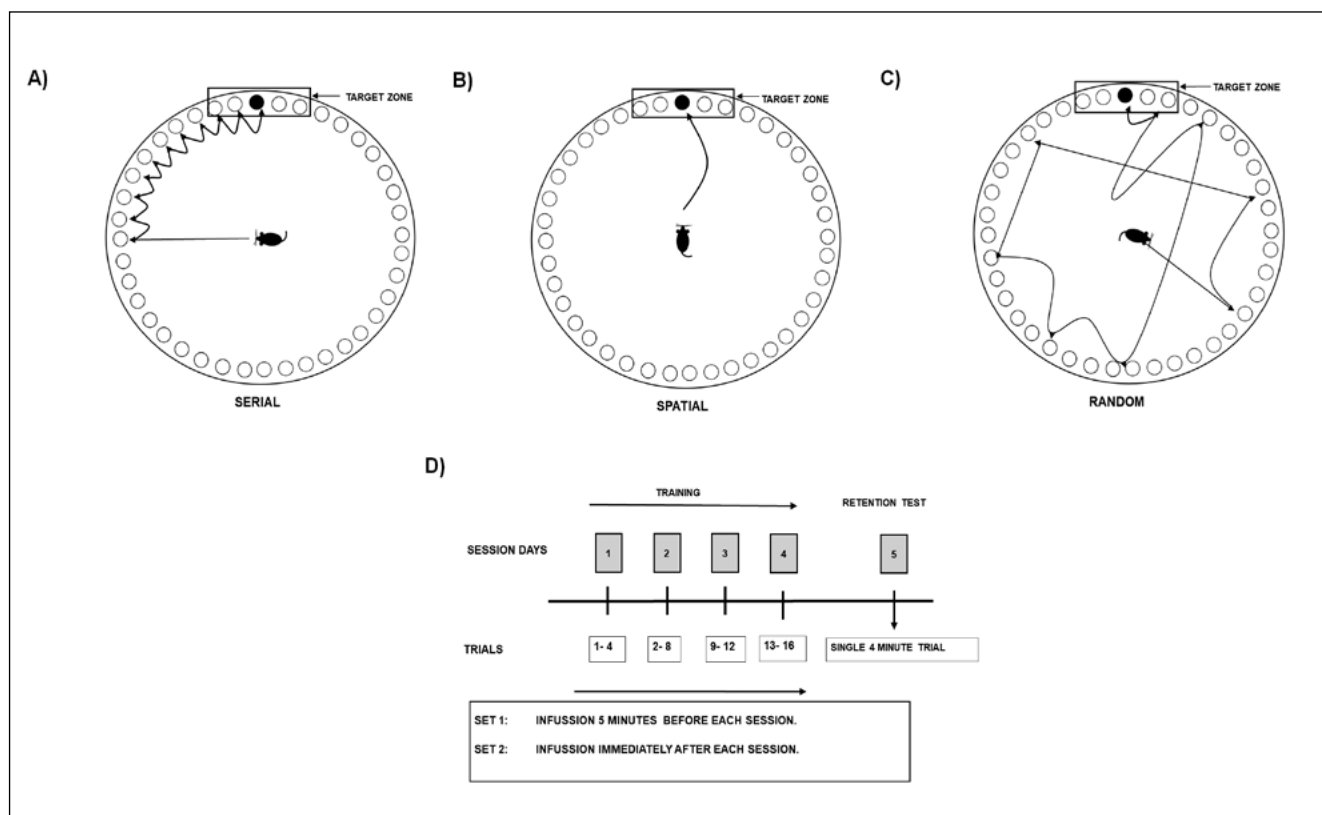 A)
TARGET ZONE
SERIAL
B)
TARGET ZONE
SPATIAL
C)
TARGET ZONE
RANDOM
D)
TRAINING
RETENTION TEST
SESSION DAYS
1
2
3
4
5
TRIALS
1- 4
2- 8
9- 12
13- 16
SINGLE 4 MINUTE TRIAL
SET 1: INFUSSION 5 MINUTES BEFORE EACH SESSION.
SET 2: INFUSSION IMMEDIATELY AFTER EACH SESSION.